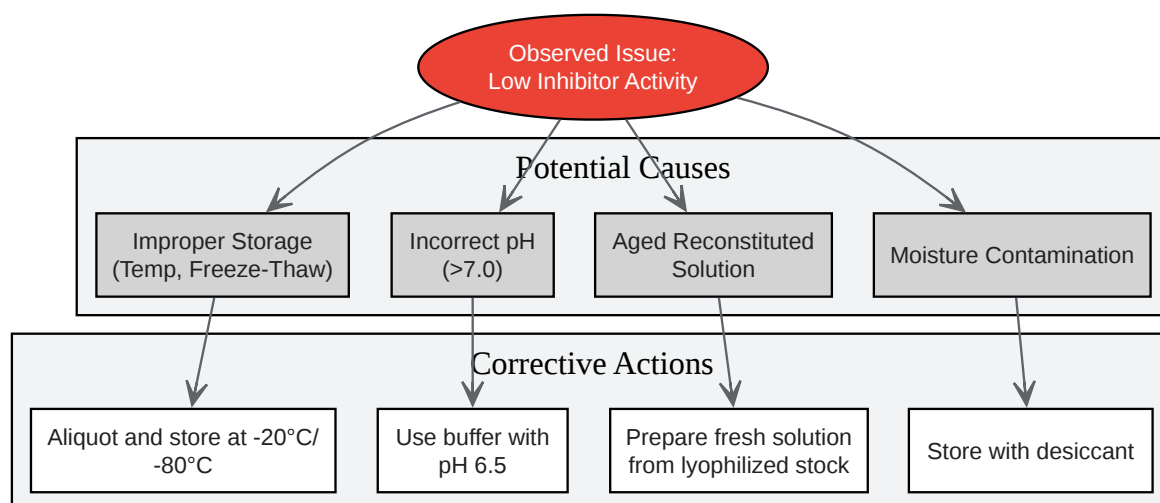 Observed Issue:
Low Inhibitor Activity
Potential Causes
Improper Storage
(Temp, Freeze-Thaw)
Incorrect pH
(>7.0)
Aged Reconstituted
Solution
Moisture Contamination
Corrective Actions
Aliquot and store at -20°C/
-80°C
Use buffer with
pH 6.5
Prepare fresh solution
from lyophilized stock
Store with desiccant